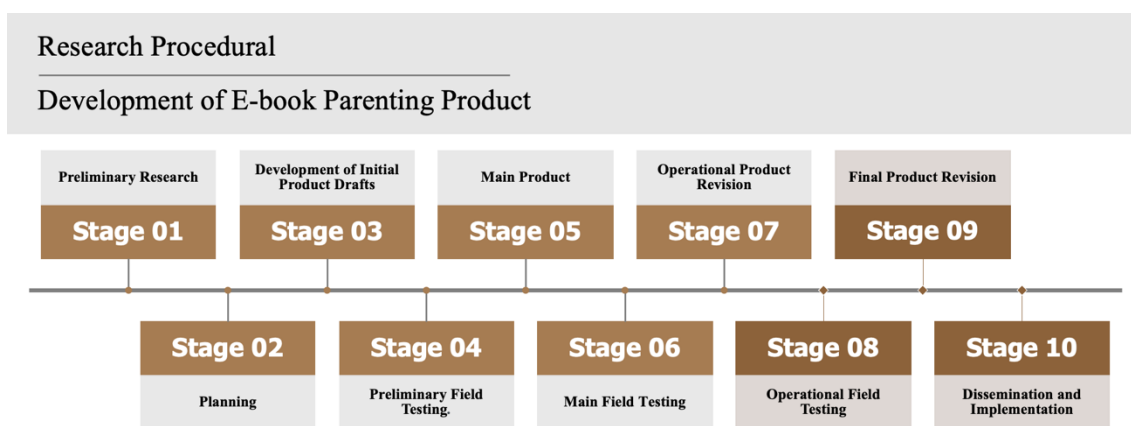 Research Procedural
Development of E-book Parenting Product
Preliminary Research
Stage 01
Development of Initial
Product Drafts
Stage 03
Main Product
Stage 05
Operational Product
Revision
Stage 07
Final Product Revision
Stage 09
Stage 02
Planning
Stage 04
Preliminary Field
Testing.
Stage 06
Main Field Testing
Stage 08
Operational Field
Testing
Stage 10
Dissemination and
Implementation